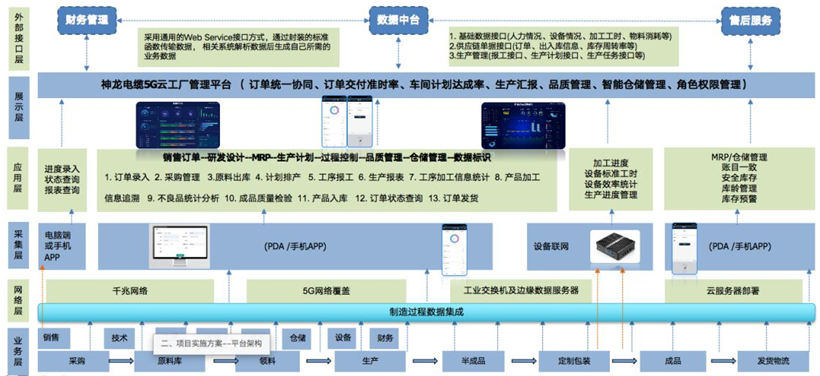 外部接口层
财务管理
数据中台
售后服务
采用通用的Web Service接口方式，通过封装的标准
函数传输数据， 相关系统解析数据后生成自己所需的
业务数据
1. 基础数据接口(人力情况、设备情况、加工工时、物料消耗等)
2.供应链单据接口(订单、出入库信息、库存周转率等)
3.生产管理(报工接口、生产计划接口、生产任务接口等)
展示层
神龙电缆5G云工厂管理平台 （ 订单统一协同、订单交付准时率、车间计划达成率、生产汇报、品质管理、智能仓储管理、角色权限管理）
应用层
进度录入
状态查询
报表查询
销售订单--研发设计--MRP--生产计划--过程控制--品质管理--仓储管理--数据标识
1. 订单录入 2. 采购管理 3.原料出库 4. 计划排产 5. 工序报工 6. 生产报表 7. 工序加工信息统计 8. 产品加工
信息追溯 9. 不良品统计分析 10. 成品质量检验 11. 产品入库 12. 订单状态查询 13. 订单发货
加工进度
设备标准工时
设备效率统计
生产进度管理
MRP/仓储管理
账目一致
安全库存
库龄管理
库存预警
采集层
电脑端
或手机
APP
(PDA /手机APP)
设备联网
(PDA /手机APP)
网络层
千兆网络
5G网络覆盖
工业交换机及边缘数据服务器
云服务器部署
制造过程数据集成
业务层
销售
技术
仓储
设备
财务
二、项目实施方案--平台架构
采购
原料库
领料
生产
半成品
定制包装
成品
发货物流